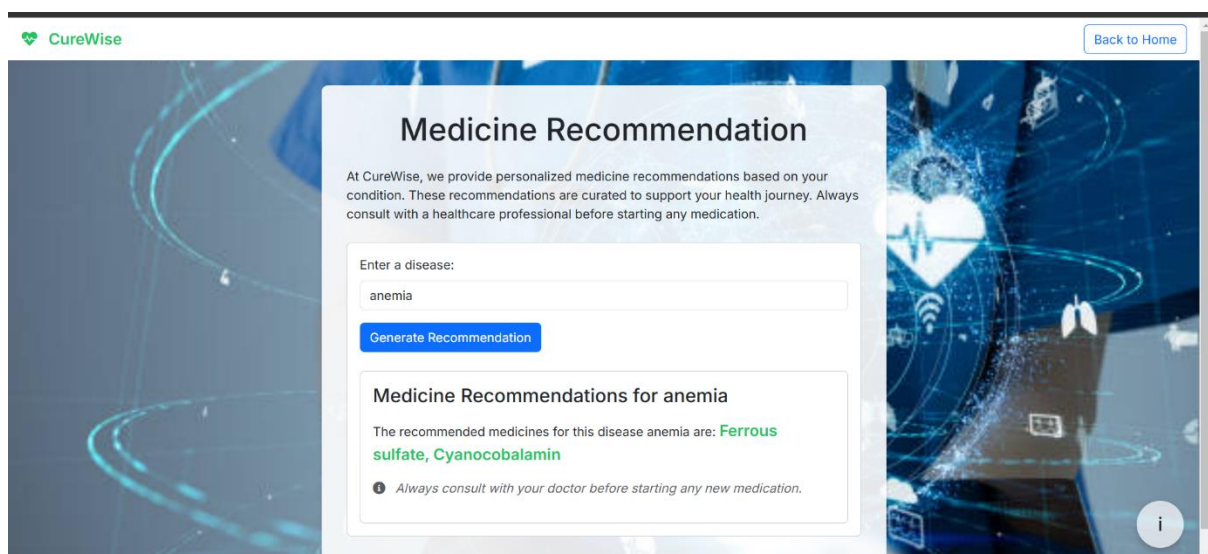 CureWise
Back to Home
Medicine Recommendation
At CureWise, we provide personalized medicine recommendations based on your
condition. These recommendations are curated to support your health journey. Always
consult with a healthcare professional before starting any medication.
Enter a disease:
anemia
Generate Recommendation
Medicine Recommendations for anemia
The recommended medicines for this disease anemia are: Ferrous
sulfate, Cyanocobalamin
Always consult with your doctor before starting any new medication.
i